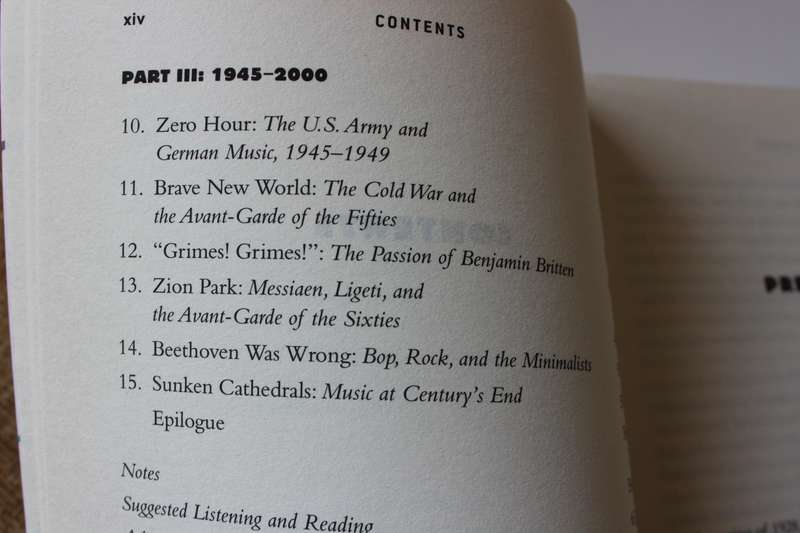 xiv
CONTENTS
PART III: 1945–2000
10. Zero Hour: The U.S. Army and
German Music, 1945–1949
11. Brave New World: The Cold War and
the Avant-Garde of the Fifties
12. “Grimes! Grimes!”: The Passion of Benjamin Britten
13. Zion Park: Messiaen, Ligeti, and
the Avant-Garde of the Sixties
14. Beethoven Was Wrong: Bop, Rock, and the Minimalists
15. Sunken Cathedrals: Music at Century’s End
Epilogue
Notes
Suggested Listening and Reading